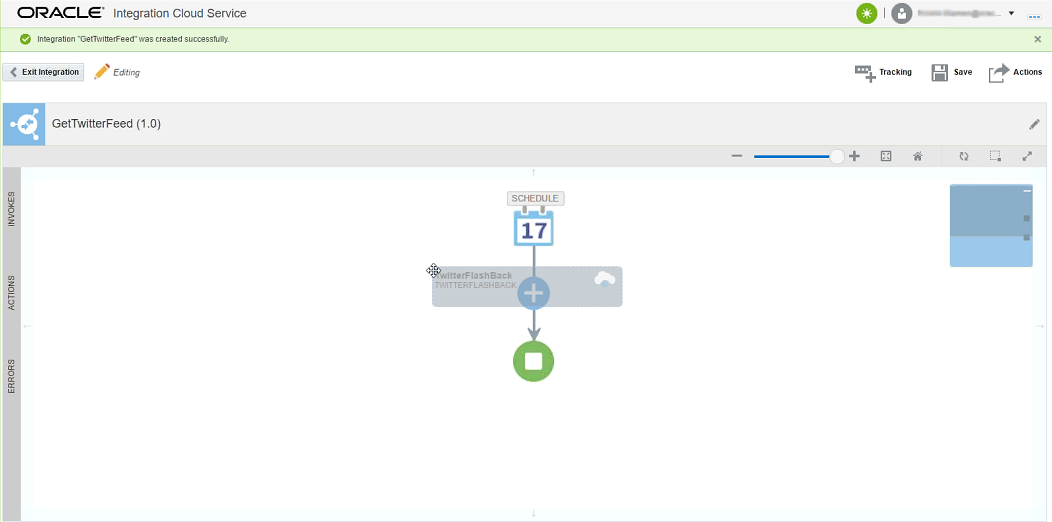 ORACLE® Integration Cloud Service
Integration "GetTwitterFeed" was created successfully.
Exit Integration
Editing
Tracking
Save
Actions
GetTwitterFeed (1.0)
INVOKES
ACTIONS
ERRORS
SCHEDULE
17
TwitterFlashBack
TWITTERFLASHBACK